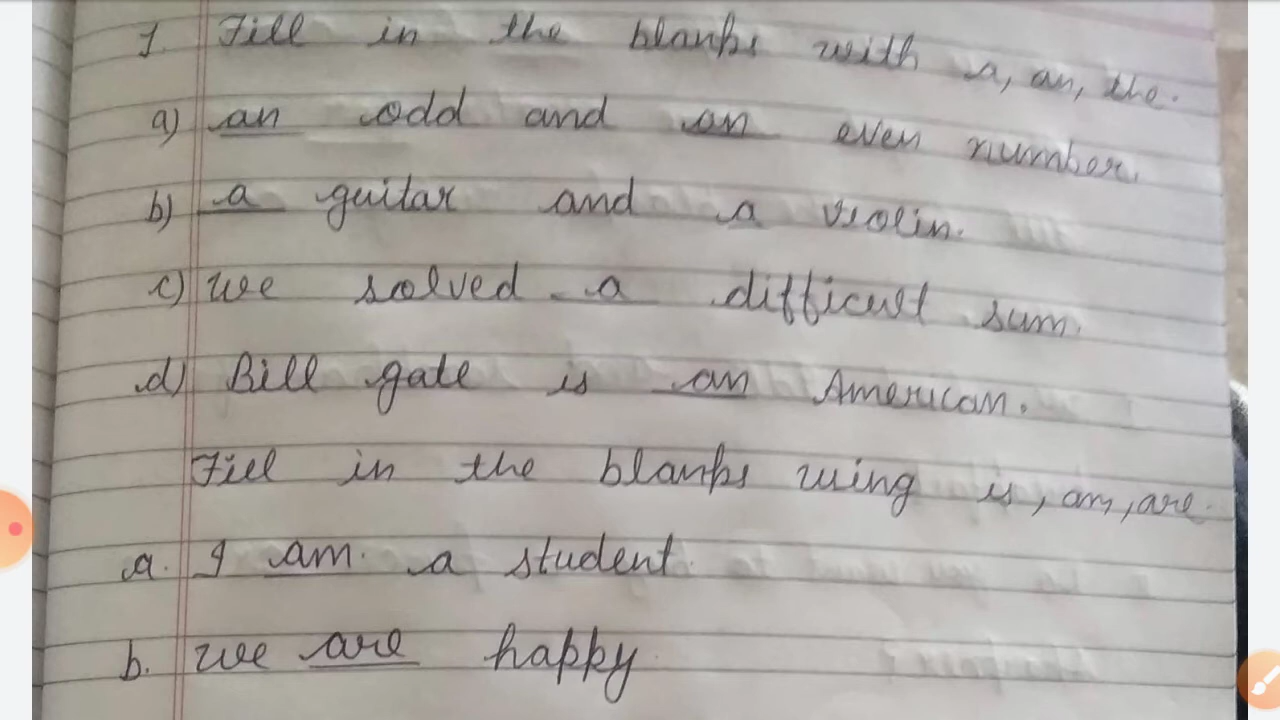 1. Fill in the blanks with a, an, the.
a) an odd and an even number.
b) a guitar and a violin.
c) we solved a difficult sum.
d) Bill gate is an American.
Fill in the blanks using is, am, are.
a. I am a student.
b. we are happy.